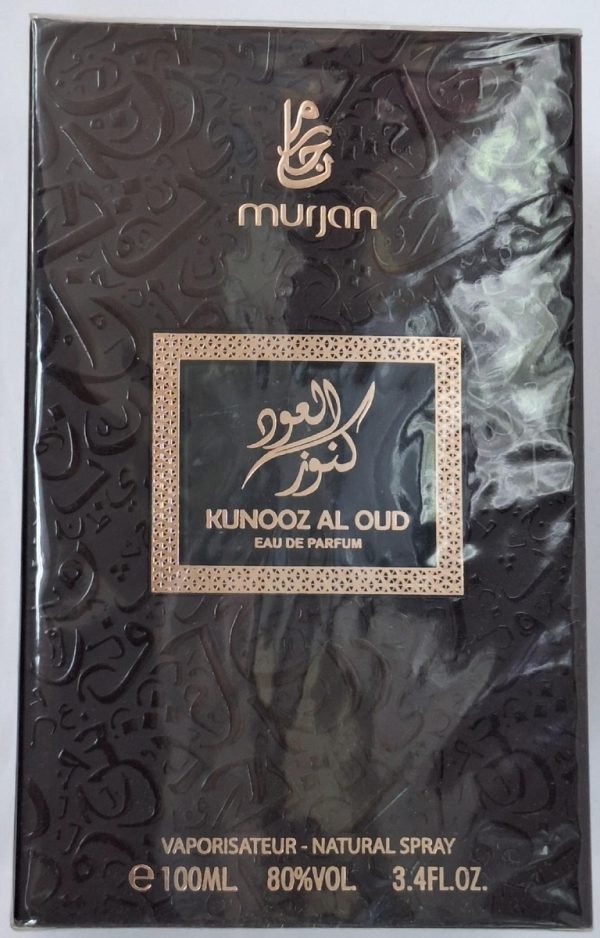 مرجان
murjan
كنوز العود
KUNOOZ AL OUD
EAU DE PARFUM
VAPORISATEUR - NATURAL SPRAY
℮ 100ML 80%VOL. 3.4FL.OZ.